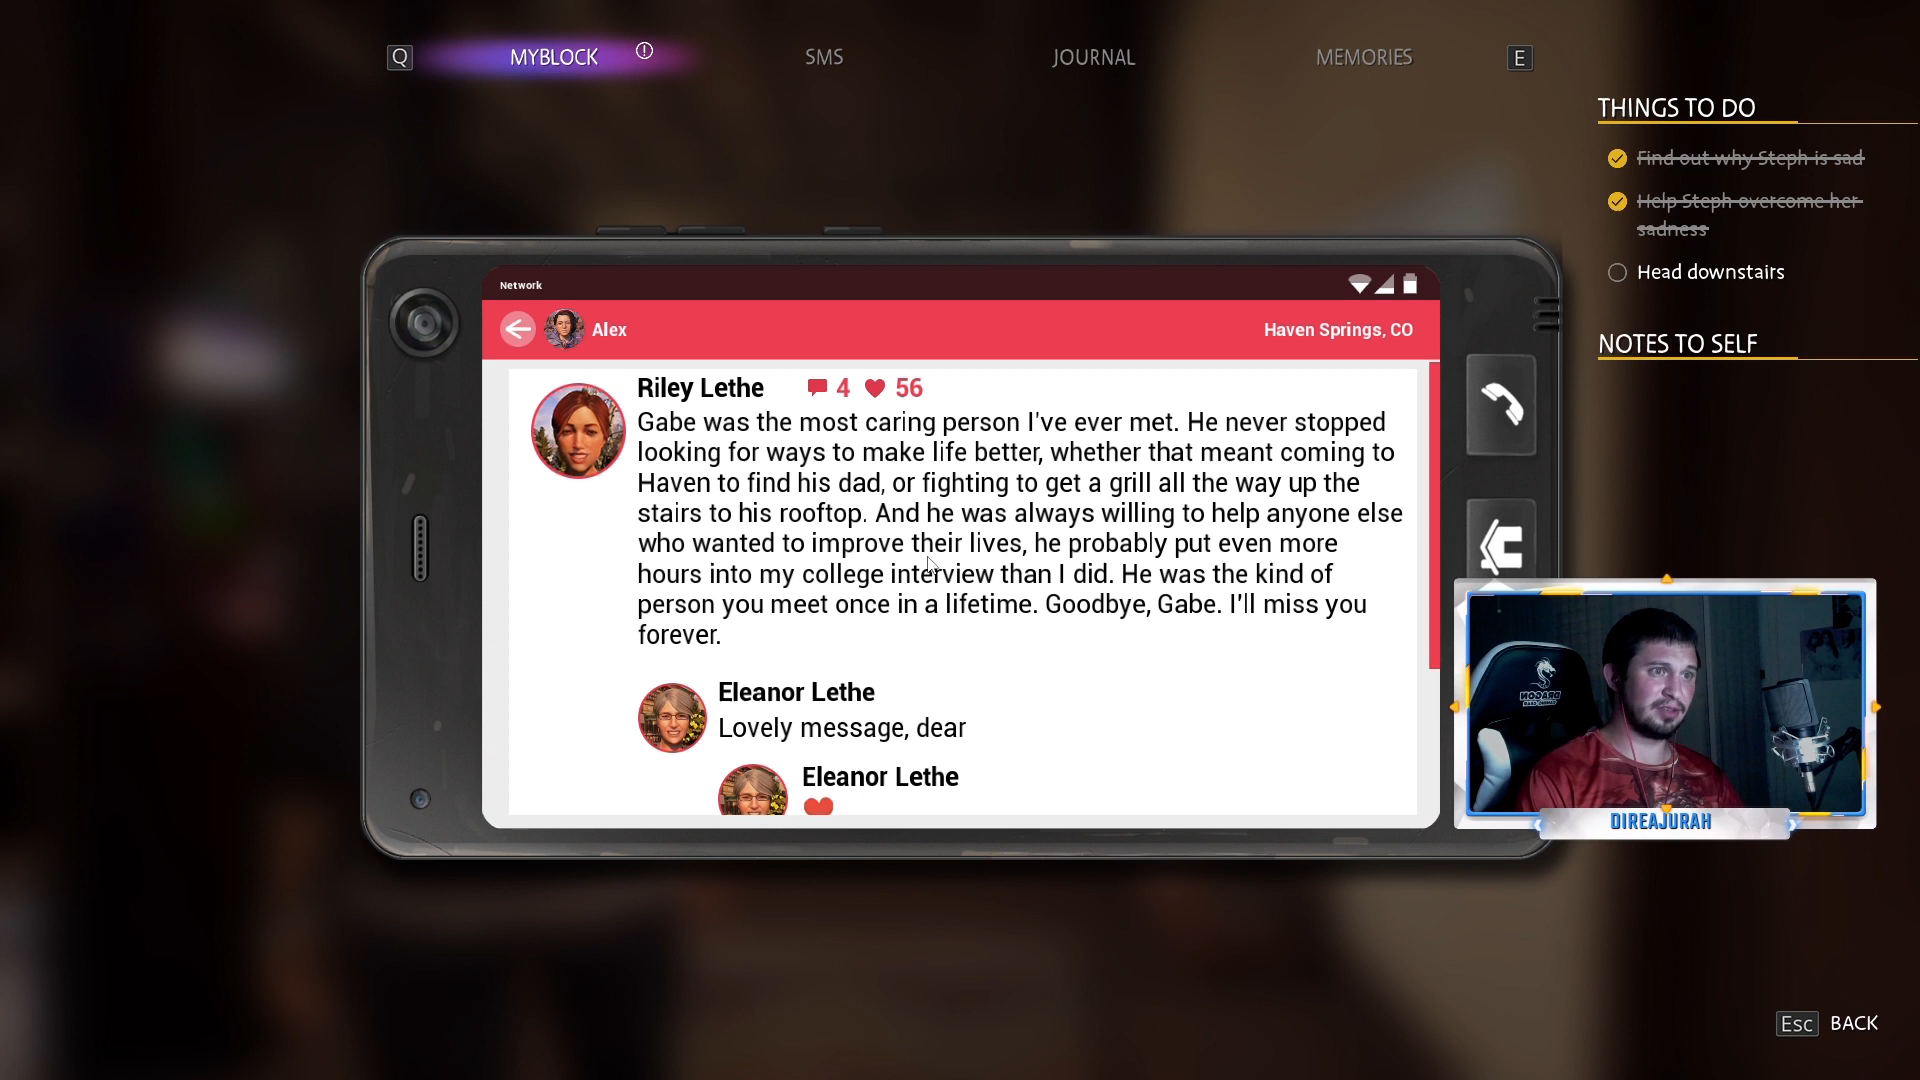 Q
MYBLOCK
SMS
JOURNAL
MEMORIES
E
THINGS TO DO
Find out why Steph is sad
Help Steph overcome her
sadness
Head downstairs
NOTES TO SELF
Network
Alex
Haven Springs, CO
Riley Lethe 4 56
Gabe was the most caring person I've ever met. He never stopped
looking for ways to make life better, whether that meant coming to
Haven to find his dad, or fighting to get a grill all the way up the
stairs to his rooftop. And he was always willing to help anyone else
who wanted to improve their lives, he probably put even more
hours into my college interview than I did. He was the kind of
person you meet once in a lifetime. Goodbye, Gabe. I'll miss you
forever.
Eleanor Lethe
Lovely message, dear
Eleanor Lethe
DIREAJURAH
Esc BACK